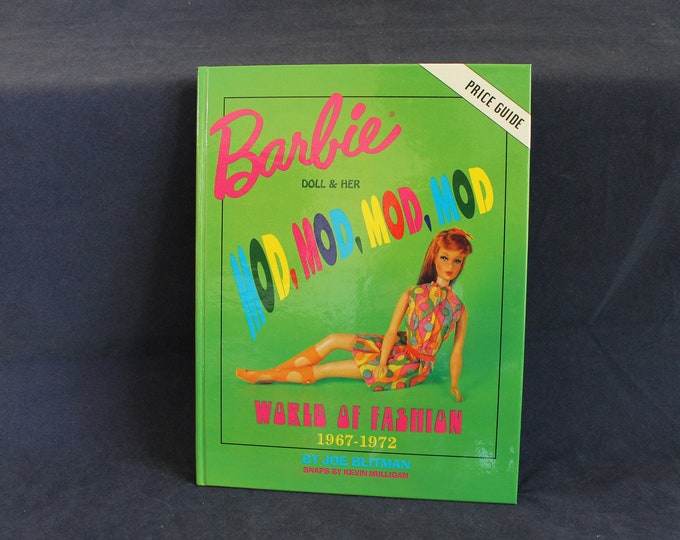 PRICE GUIDE
Barbie®
DOLL & HER
MOD, MOD, MOD, MOD
WORLD OF FASHION
1967-1972
BY JOE BLITMAN
SNAPS BY KEVIN MULLIGAN